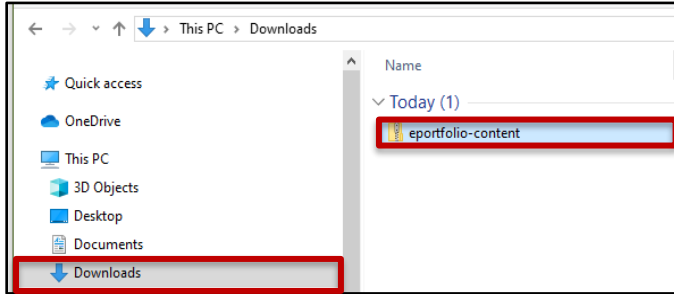 This PC > Downloads
Name
Quick access
Today (1)
OneDrive
eportfolio-content
This PC
3D Objects
Desktop
Documents
Downloads